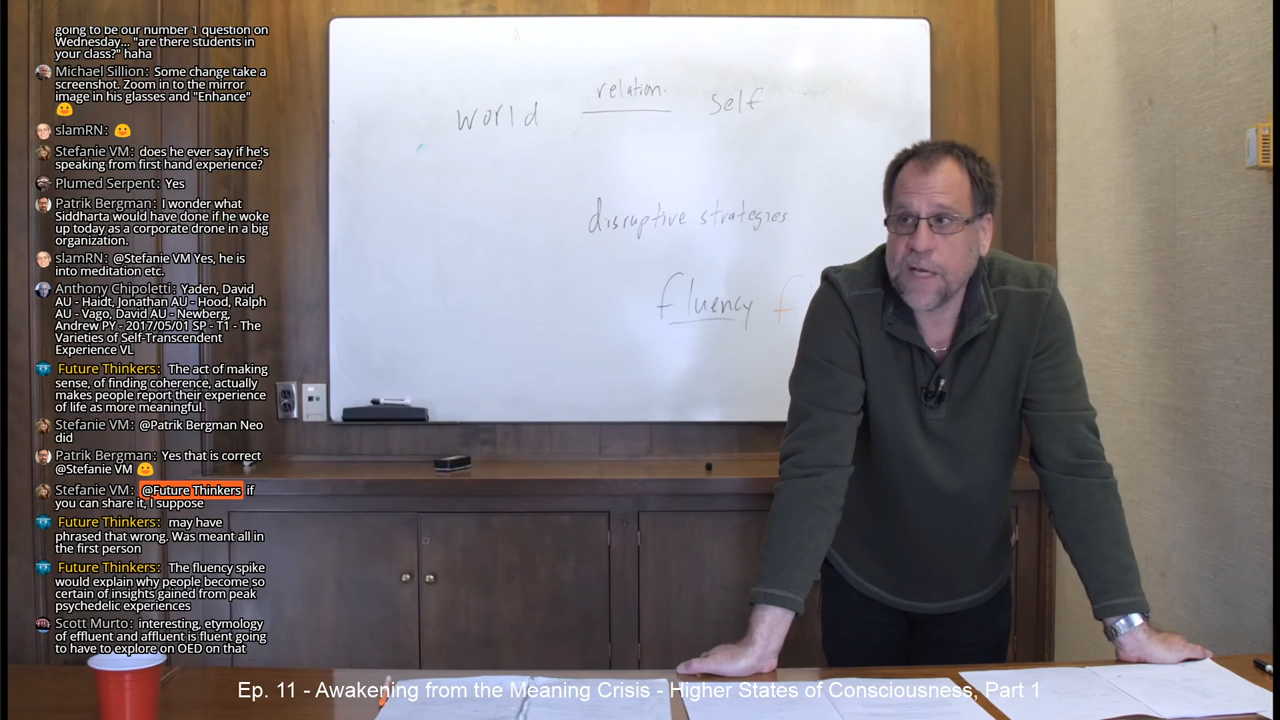 going to be our number 1 question on
Wednesday... "are there students in
your class?" haha
Michael Sillion: Some change take a
screenshot. Zoom in to the mirror
image in his glasses and "Enhance"
slamRN:
Stefanie VM: does he ever say if he's
speaking from first hand experience?
Plumed Serpent: Yes
Patrik Bergman: I wonder what
Siddharta would have done if he woke
up today as a corporate drone in a big
organization.
slamRN: @Stefanie VM Yes, he is
into meditation etc.
Anthony Chipoletti: Yaden, David
AU - Haidt, Jonathan AU - Hood, Ralph
AU - Vago, David AU - Newberg,
Andrew PY - 2017/05/01 SP - T1 - The
Varieties of Self-Transcendent
Experience VL
Future Thinkers: The act of making
sense, of finding coherence, actually
makes people report their experience
of life as more meaningful.
Stefanie VM: @Patrik Bergman Neo
did
Patrik Bergman: Yes that is correct
@Stefanie VM
Stefanie VM: @Future Thinkers if
you can share it, I suppose
Future Thinkers: may have
phrased that wrong. Was meant all in
the first person
Future Thinkers: The fluency spike
would explain why people become so
certain of insights gained from peak
psychedelic experiences
Scott Murto: interesting, etymology
of effluent and affluent is fluent going
to have to explore on OED on that
world relation. self
disruptive strategies.
fluency f
Ep. 11 - Awakening from the Meaning Crisis - Higher States of Consciousness, Part 1